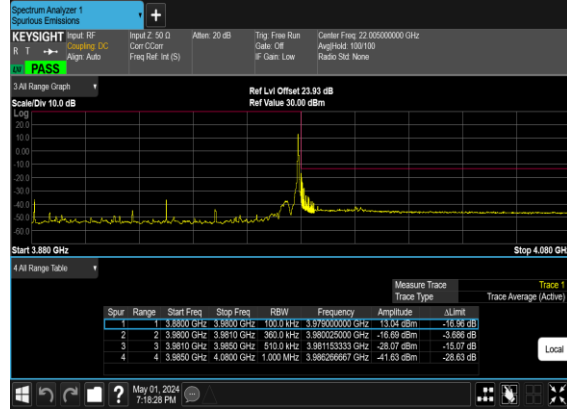 Spectrum Analyzer 1
Spurious Emissions
+
KEYSIGHT Input: RF Input Z: 50 Ω Atten: 20 dB Trig: Free Run Center Freq: 22.005000000 GHz
R T Coupling: DC Corr CCorr Gate: Off Avg|Hold: 100/100
Align: Auto Freq Ref: Int (S) IF Gain: Low Radio Std: None
PASS
3 All Range Graph
Ref Lvl Offset 23.93 dB
Scale/Div 10.0 dB Ref Value 30.00 dBm
Log
20.0
10.0
0.00
-10.0
-20.0
-30.0
-40.0
-50.0
-60.0
Start 3.880 GHz Stop 4.080 GHz
4 All Range Table
Measure Trace Trace 1
Trace Type Trace Average (Active)
Spur Range Start Freq Stop Freq RBW Frequency Amplitude ΔLimit
1 1 3.8800 GHz 3.9800 GHz 100.0 kHz 3.979000000 GHz 13.04 dBm -16.96 dB
2 2 3.9800 GHz 3.9810 GHz 360.0 kHz 3.980025000 GHz -16.69 dBm -3.686 dB
3 3 3.9810 GHz 3.9850 GHz 510.0 kHz 3.981153333 GHz -28.07 dBm -15.07 dB
4 4 3.9850 GHz 4.0800 GHz 1.000 MHz 3.986266667 GHz -41.63 dBm -28.63 dB
Local
?
May 01, 2024
7:18:28 PM